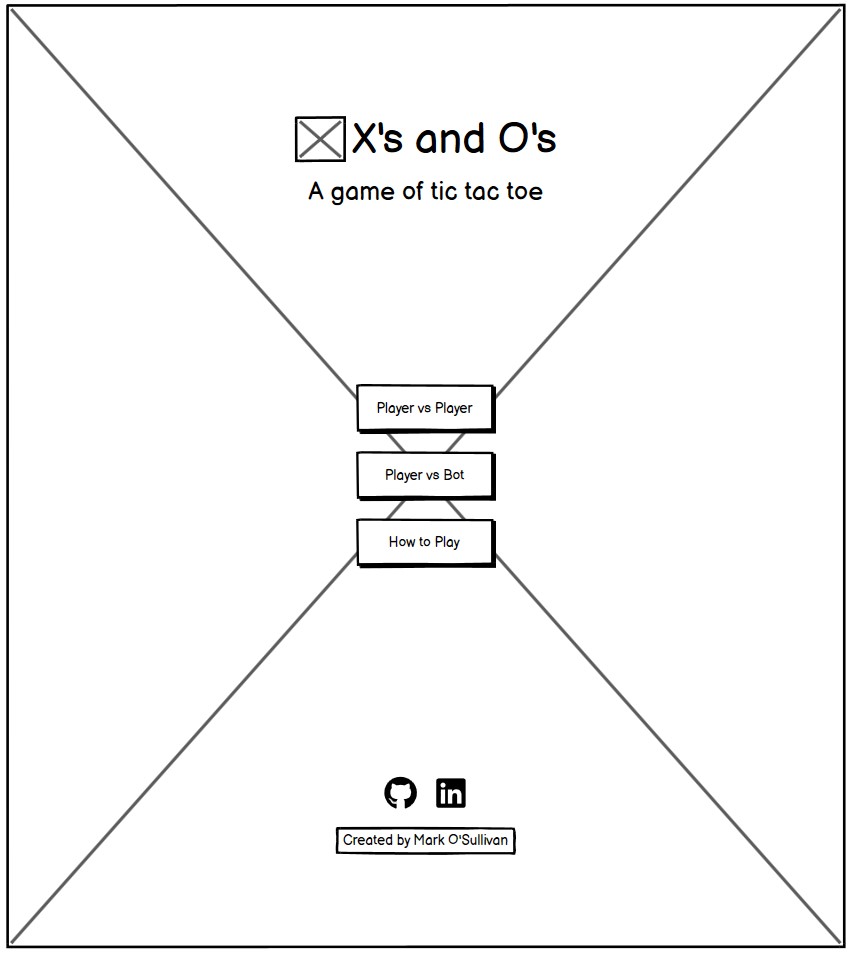 X's and O's
A game of tic tac toe
Player vs Player
Player vs Bot
How to Play
in
Created by Mark O'Sullivan